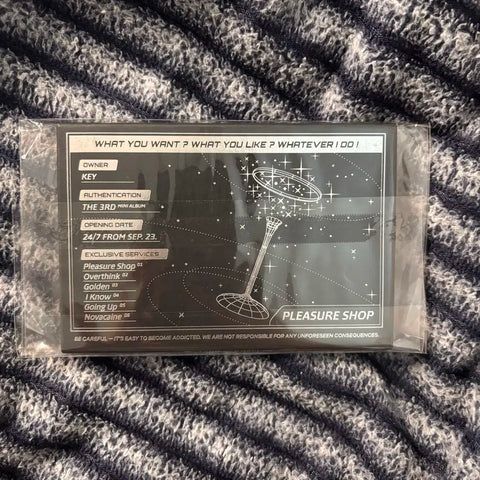 WHAT YOU WANT ? WHAT YOU LIKE ? WHATEVER I DO !
OWNER
KEY
AUTHENTICATION
THE 3RD MINI ALBUM
OPENING DATE
24/7 FROM SEP. 23.
EXCLUSIVE SERVICES
Pleasure Shop 01
Overthink 02
Golden 03
I Know 04
Going Up 05
Novacaine 06
PLEASURE SHOP
BE CAREFUL — IT'S EASY TO BECOME ADDICTED. WE ARE NOT RESPONSIBLE FOR ANY UNFORESEEN CONSEQUENCES.